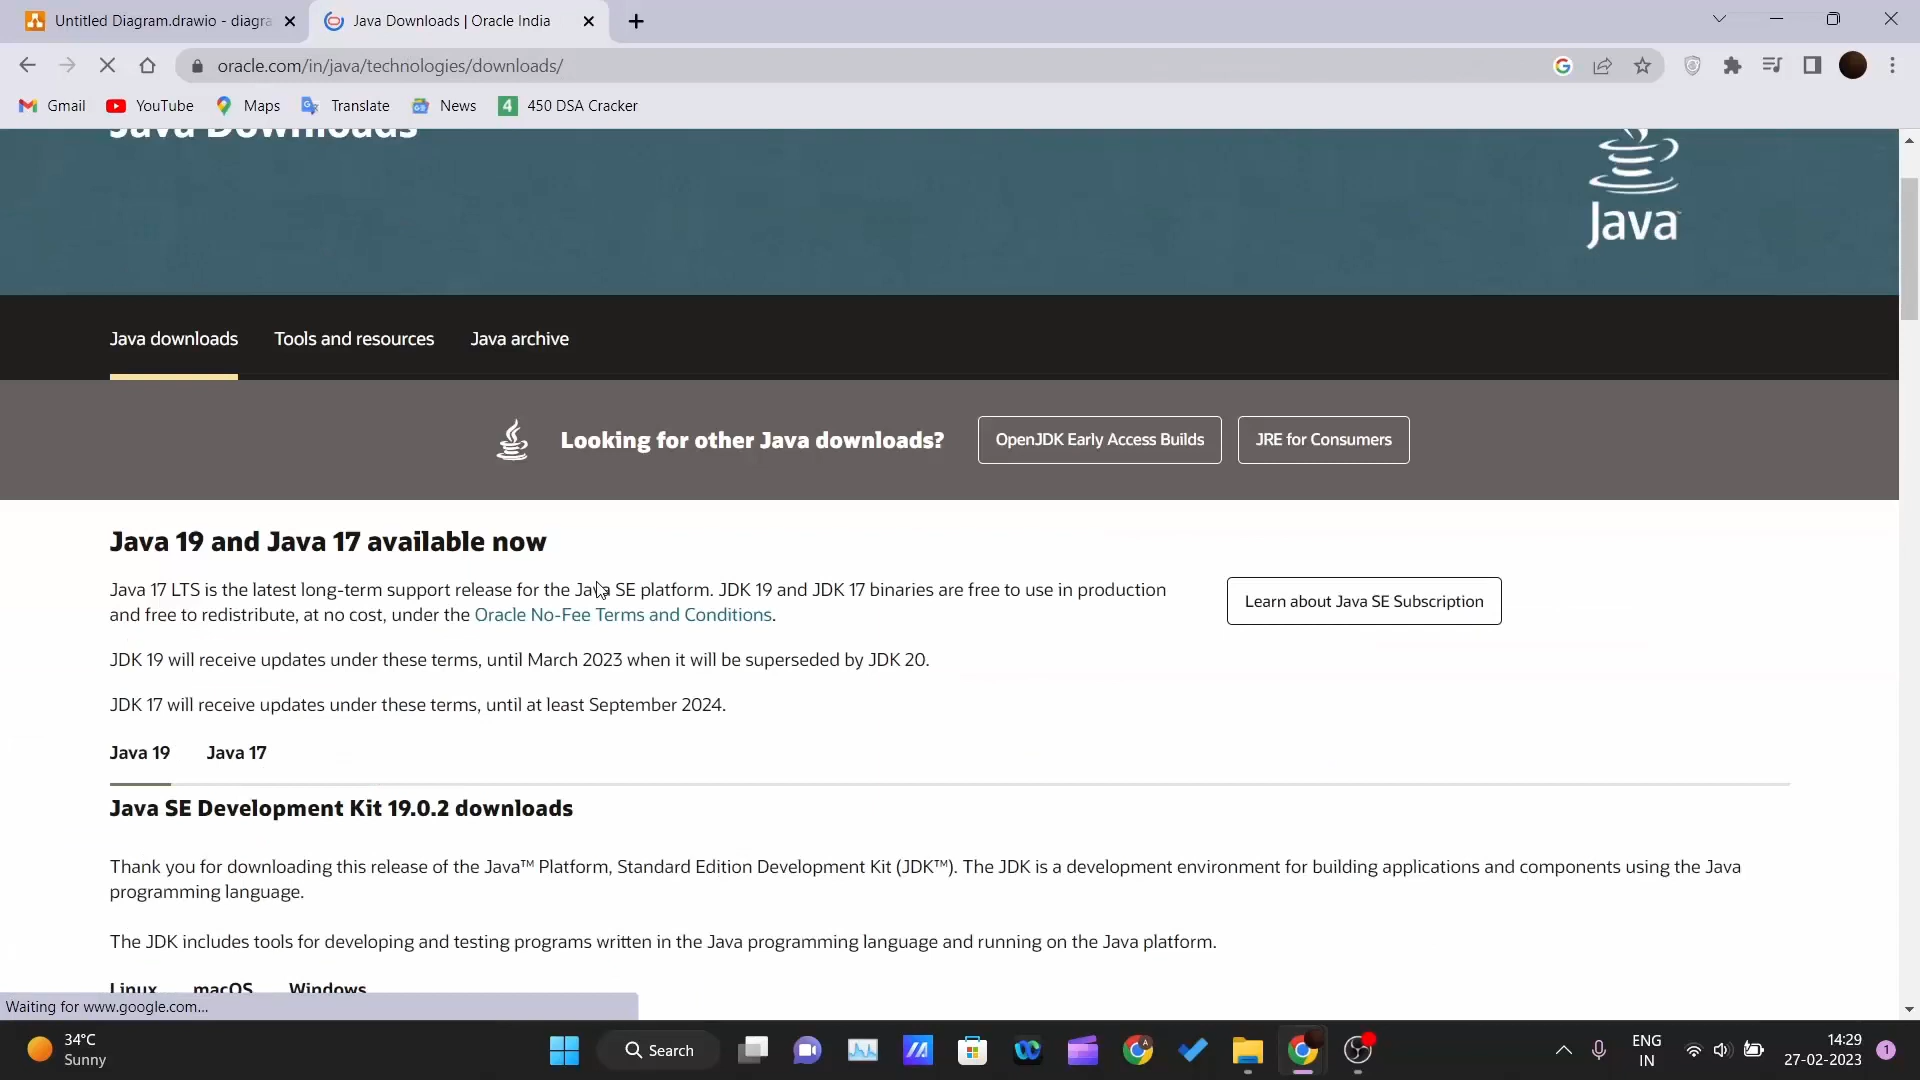 Untitled Diagram.drawio - diagra
Java Downloads | Oracle India
oracle.com/in/java/technologies/downloads/
Gmail
YouTube
Maps
Translate
News
4
450 DSA Cracker
Java Downloads
Java
Java downloads
Tools and resources
Java archive
Looking for other Java downloads?
OpenJDK Early Access Builds
JRE for Consumers
Java 19 and Java 17 available now
Java 17 LTS is the latest long-term support release for the Java SE platform. JDK 19 and JDK 17 binaries are free to use in production
and free to redistribute, at no cost, under the Oracle No-Fee Terms and Conditions.
Learn about Java SE Subscription
JDK 19 will receive updates under these terms, until March 2023 when it will be superseded by JDK 20.
JDK 17 will receive updates under these terms, until at least September 2024.
Java 19
Java 17
Java SE Development Kit 19.0.2 downloads
Thank you for downloading this release of the Java™ Platform, Standard Edition Development Kit (JDK™). The JDK is a development environment for building applications and components using the Java
programming language.
The JDK includes tools for developing and testing programs written in the Java programming language and running on the Java platform.
Linux
macOS
Windows
Waiting for www.google.com...
34°C
Sunny
Search
A
ENG
IN
14:29
27-02-2023
1